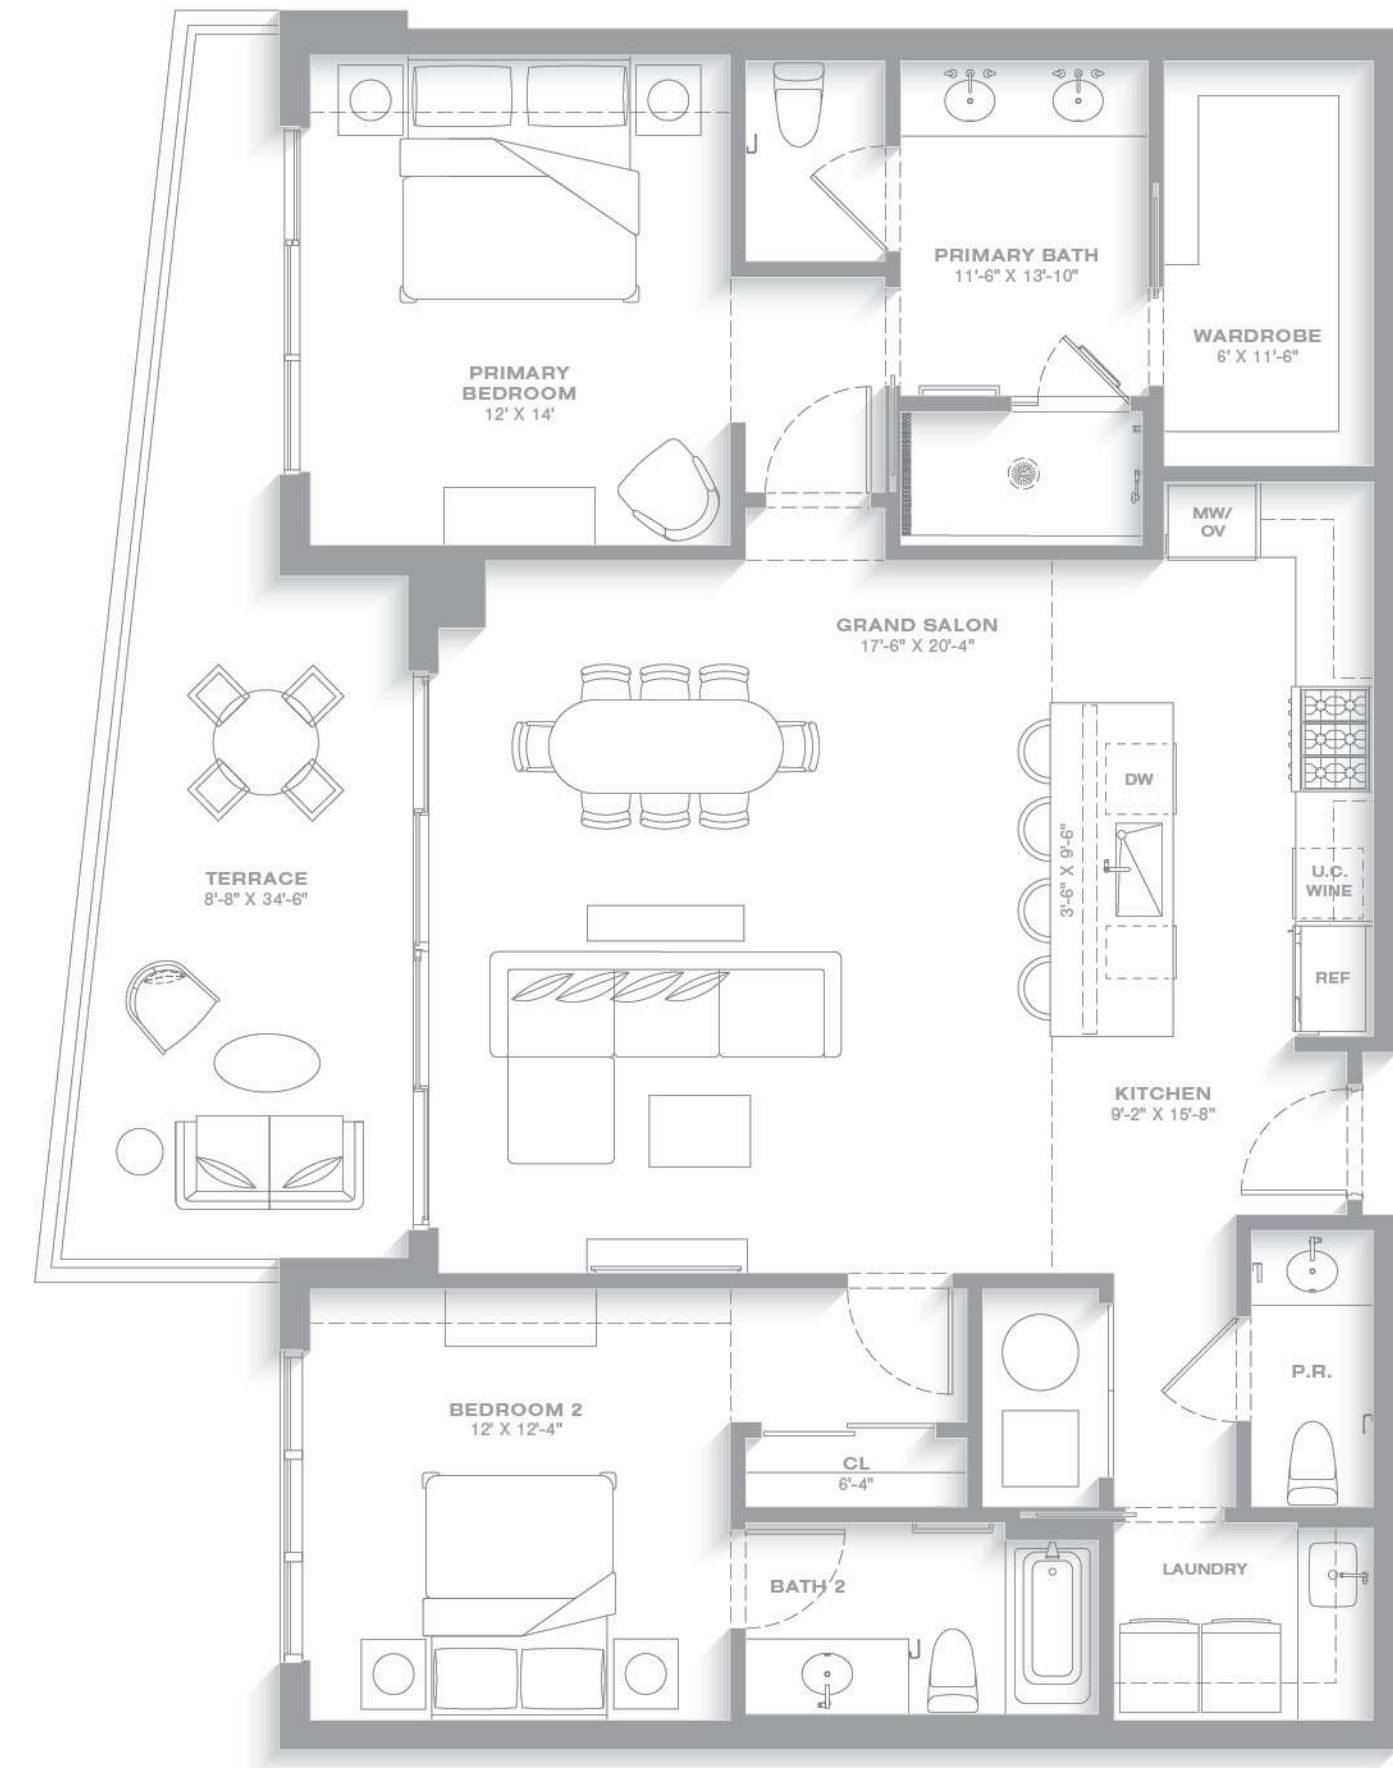 PRIMARY BATH
11'-6" X 13'-10"
WARDROBE
6' X 11'-6"
PRIMARY
BEDROOM
12' X 14'
MW/
OV
GRAND SALON
17'-6" X 20'-4"
DW
3'-6" X 9'-6"
TERRACE
8'-8" X 34'-6"
U.C.
WINE
REF
KITCHEN
9'-2" X 15'-8"
P.R.
BEDROOM 2
12' X 12'-4"
CL
6'-4"
LAUNDRY
BATH 2